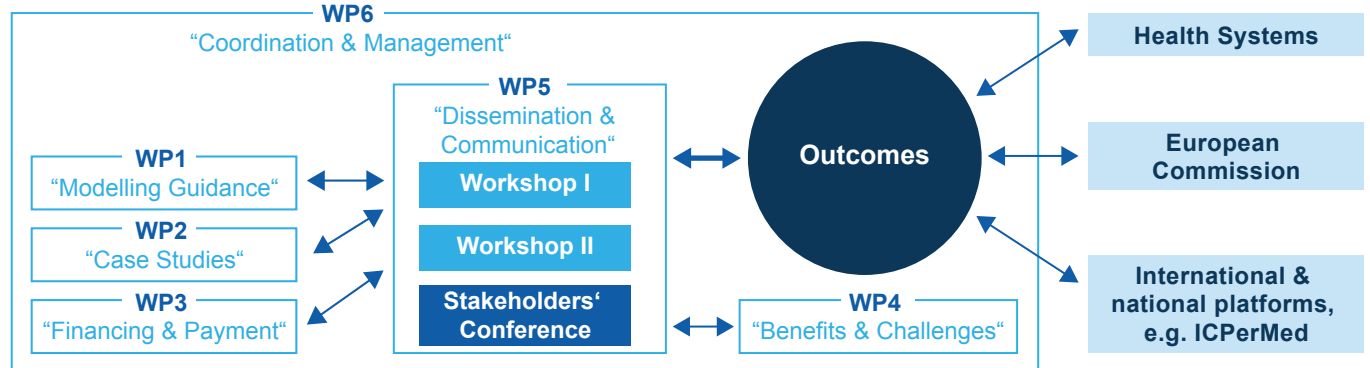 WP6
“Coordination & Management“
WP5
“Dissemination &
Communication“
Workshop I
Workshop II
Stakeholders‘
Conference
WP1
“Modelling Guidance“
WP2
“Case Studies“
WP3
“Financing & Payment“
Outcomes
WP4
“Benefits & Challenges“
Health Systems
European
Commission
International &
national platforms,
e.g. ICPerMed